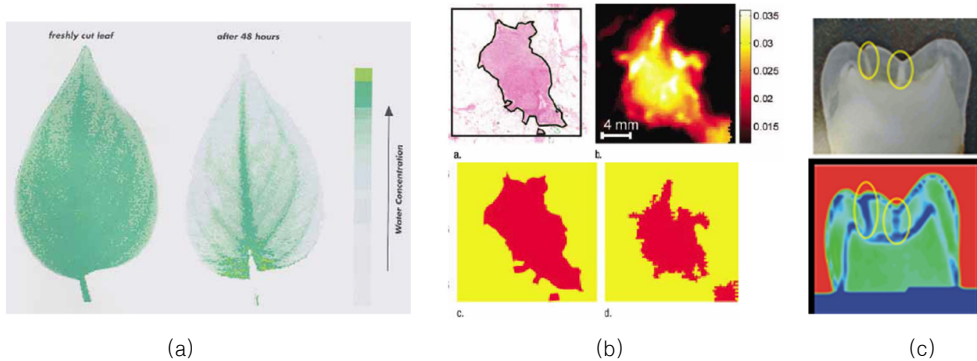 freshly cut leaf
after 48 hours
Water Concentration
4 mm
0.035
0.03
0.025
0.02
0.015
a.
b.
c.
d.
(a)
(b)
(c)